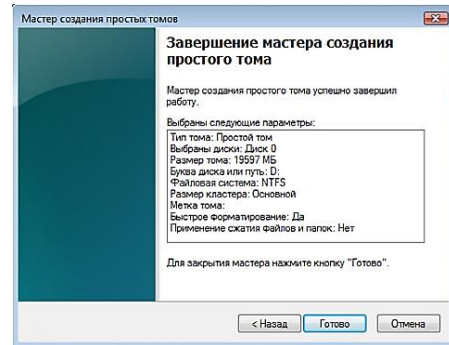 Мастер создания простых томов
Завершение мастера создания
простого тома
Мастер создания простого тома успешно завершил
работу.
Выбраны следующие параметры:
Тип тома: Простой том
Выбраны диски: Диск 0
Размер тома: 19597 МБ
Буква диска или путь: D:
Файловая система: NTFS
Размер кластера: Основной
Метка тома:
Быстрое форматирование: Да
Применение сжатия файлов и папок: Нет
Для закрытия мастера нажмите кнопку "Готово".
< Назад Готово Отмена